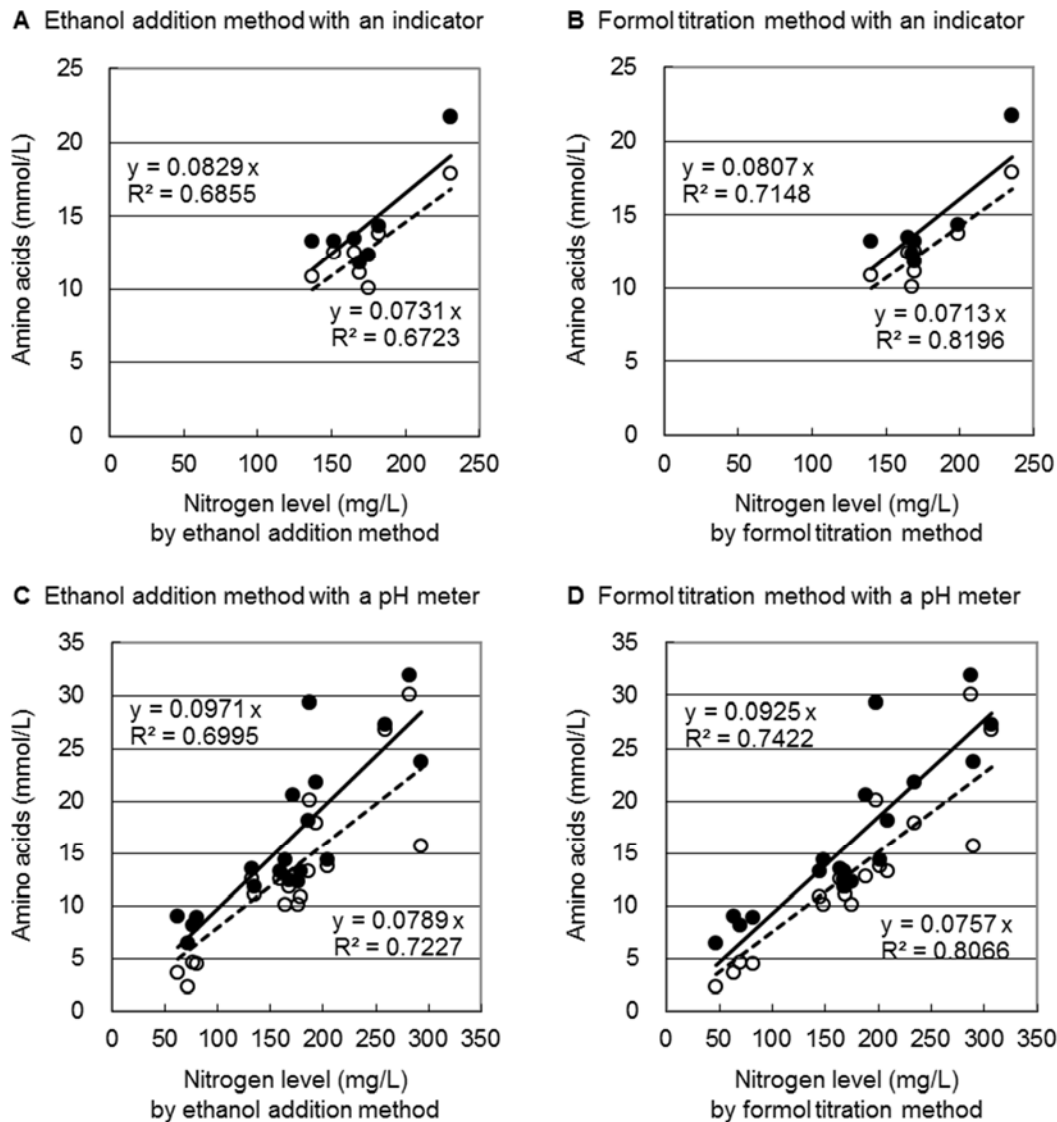 A Ethanol addition method with an indicator
25
20
15
10
5
0
0 50 100 150 200 250
Amino acids (mmol/L)
y = 0.0829 x
R² = 0.6855
y = 0.0731 x
R² = 0.6723
Nitrogen level (mg/L)
by ethanol addition method
B Formol titration method with an indicator
25
20
15
10
5
0
0 50 100 150 200 250
Amino acids (mmol/L)
y = 0.0807 x
R² = 0.7148
y = 0.0713 x
R² = 0.8196
Nitrogen level (mg/L)
by formol titration method
C Ethanol addition method with a pH meter
35
30
25
20
15
10
5
0
0 50 100 150 200 250 300 350
Amino acids (mmol/L)
y = 0.0971 x
R² = 0.6995
y = 0.0789 x
R² = 0.7227
Nitrogen level (mg/L)
by ethanol addition method
D Formol titration method with a pH meter
35
30
25
20
15
10
5
0
0 50 100 150 200 250 300 350
Amino acids (mmol/L)
y = 0.0925 x
R² = 0.7422
y = 0.0757 x
R² = 0.8066
Nitrogen level (mg/L)
by formol titration method